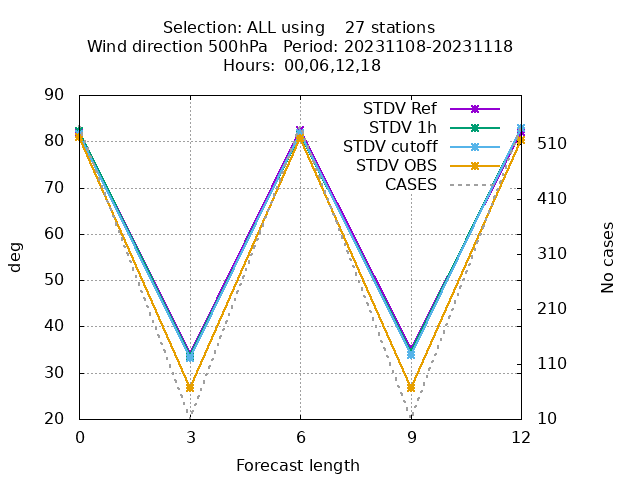 Selection: ALL using    27 stations
Wind direction 500hPa   Period: 20231108-20231118
Hours: 00,06,12,18
STDV Ref
STDV 1h
STDV cutoff
STDV OBS
CASES
90
80
70
60
50
40
30
20
deg
510
410
310
210
110
10
No cases
0 3 6 9 12
Forecast length